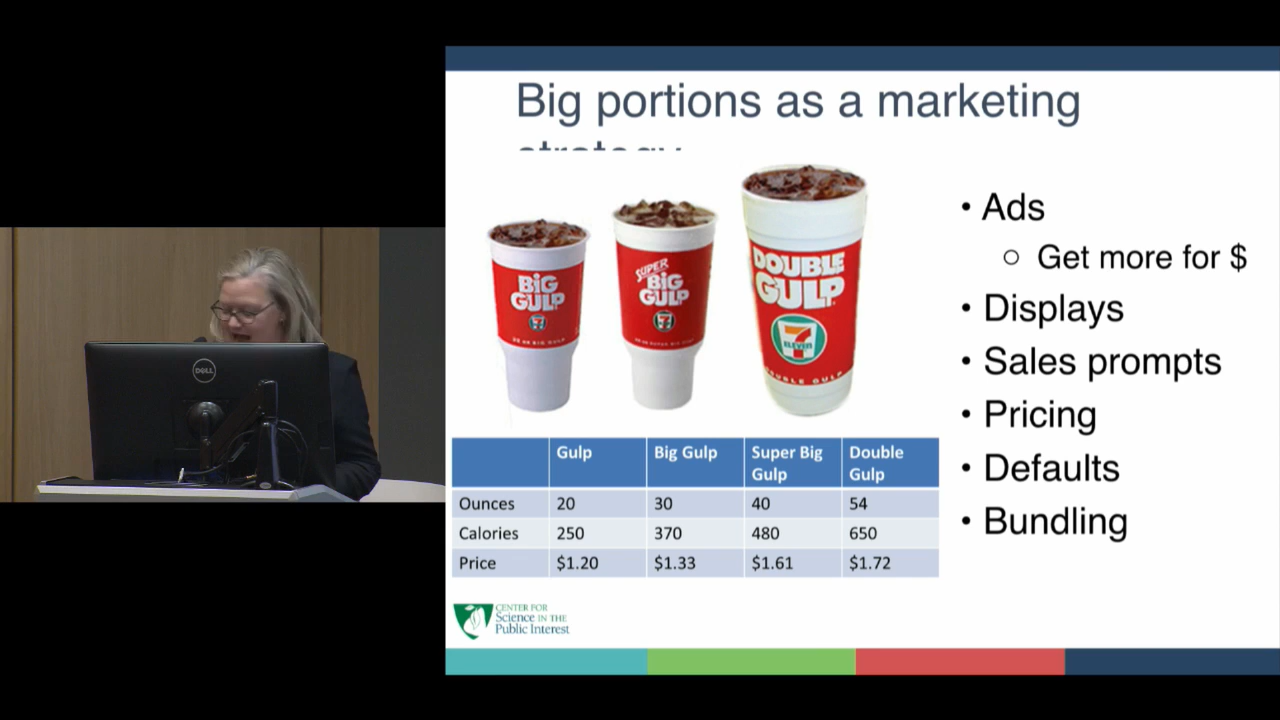 Big portions as a marketing
strategy
BIG
GULP
SUPER
BIG
GULP
DOUBLE
GULP
7
ELEVEN
DOUBLE GULP
• Ads
○ Get more for $
• Displays
• Sales prompts
• Pricing
• Defaults
• Bundling
Gulp Big Gulp Super Big Gulp Double Gulp
Ounces 20 30 40 54
Calories 250 370 480 650
Price $1.20 $1.33 $1.61 $1.72
CENTER FOR
Science IN THE
Public Interest
DELL